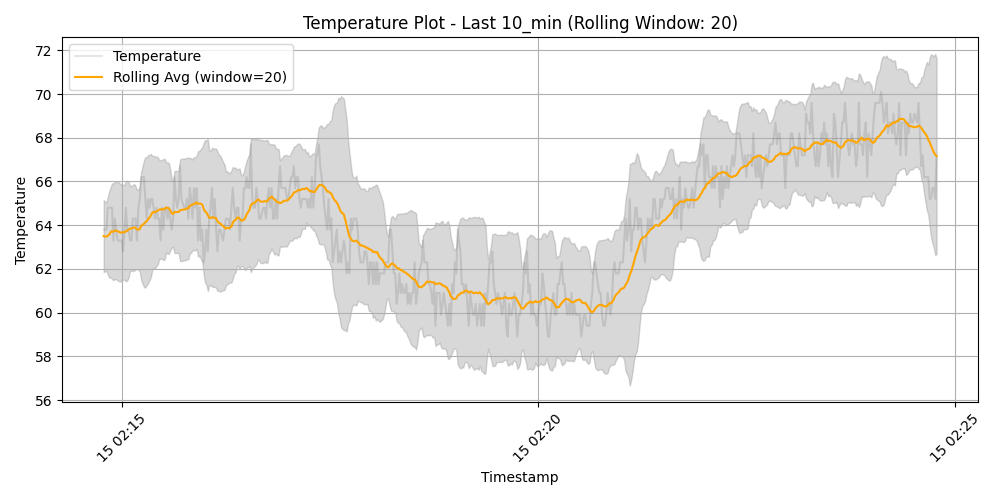 Temperature Plot - Last 10_min (Rolling Window: 20)
Temperature
Rolling Avg (window=20)
Temperature
72
70
68
66
64
62
60
58
56
15 02:15
15 02:20
15 02:25
Timestamp